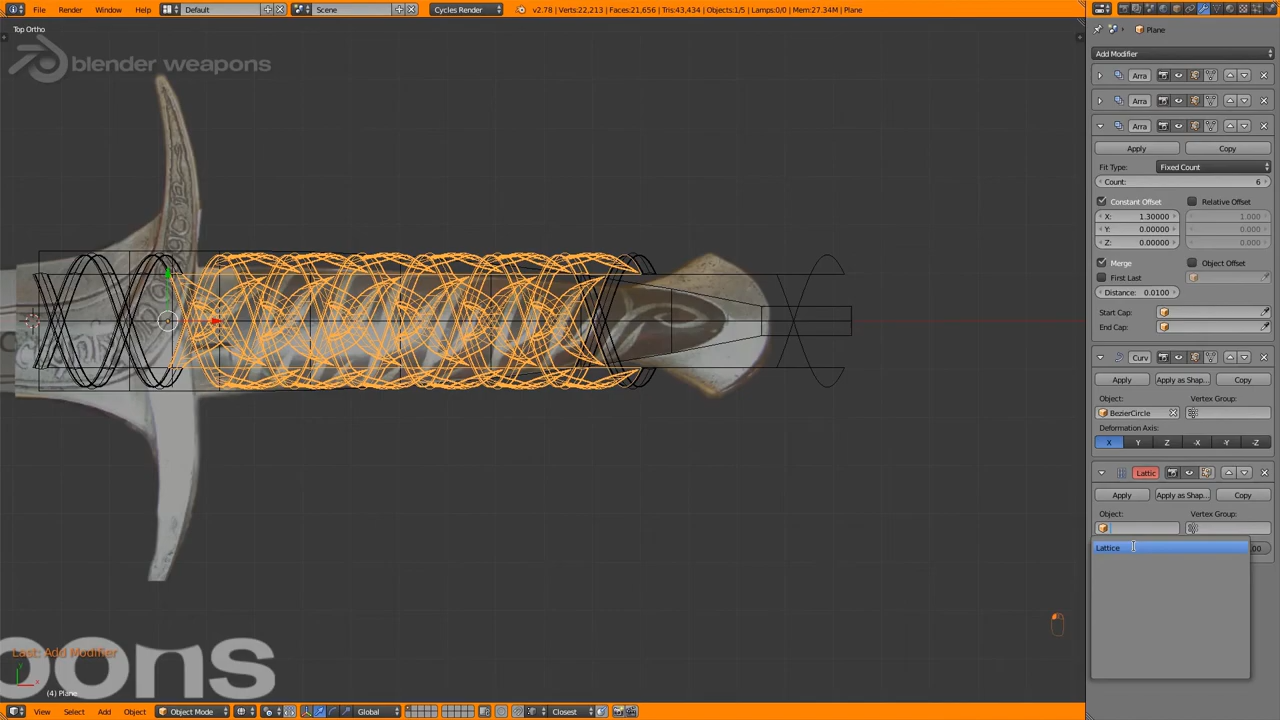 File Render Window Help Default Scene Cycles Render v2.78 | Verts:22,213 | Faces:21,656 | Tris:43,434 | Objects:1/5 | Lamps:0/0 | Mem:27.34M | Plane
Top Ortho
blender weapons
Plane
Add Modifier
Arra
Arra
Arra
Apply Copy
Fit Type: Fixed Count
Count: 6
Constant Offset Relative Offset
X: 1.30000 1.000
Y: 0.00000 0.000
Z: 0.00000 0.000
Merge Object Offset
First Last
Distance: 0.0100
Start Cap:
End Cap:
Curv
Apply Apply as Shap... Copy
Object: Vertex Group:
BezierCircle
Deformation Axis:
X Y Z -X -Y -Z
Lattic
Apply Apply as Shap... Copy
Object: Vertex Group:
Lattice .00
oons
Last: Add Modifier
y
x
(4) Plane
View Select Add Object Object Mode Global Closest